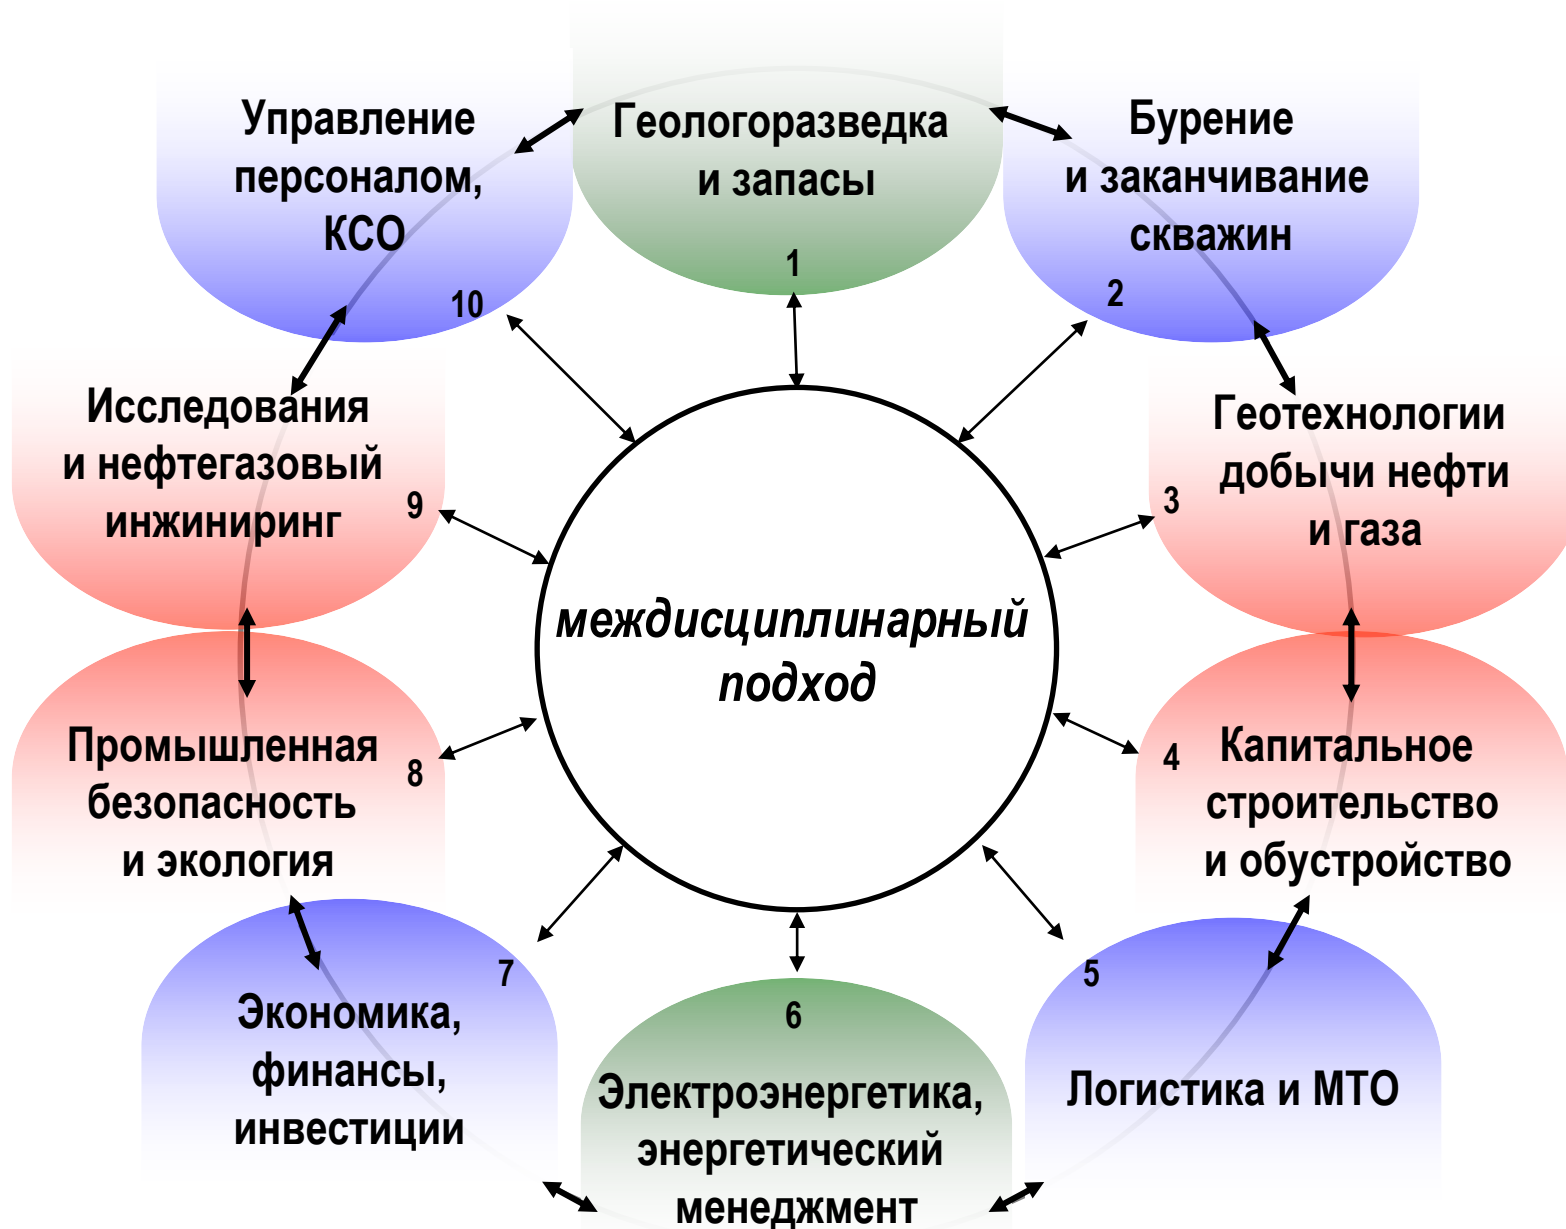 Геологоразведка
и запасы
1
Бурение
и заканчивание
скважин
2
Геотехнологии
добычи нефти
и газа
3
Капитальное
строительство
и обустройство
4
Логистика и МТО
5
Электроэнергетика,
энергетический
менеджмент
6
Экономика,
финансы,
инвестиции
7
Промышленная
безопасность
и экология
8
Исследования
и нефтегазовый
инжиниринг
9
Управление
персоналом,
КСО
10
междисциплинарный
подход